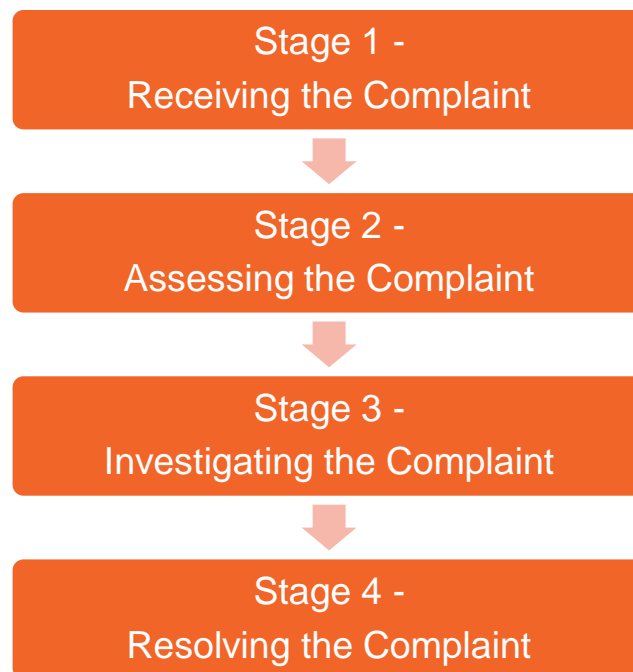 Stage 1 -
Receiving the Complaint
Stage 2 -
Assessing the Complaint
Stage 3 -
Investigating the Complaint
Stage 4 -
Resolving the Complaint